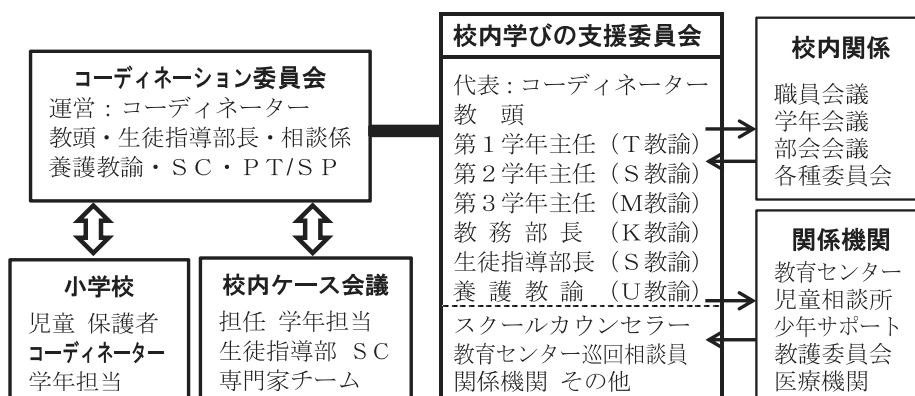 コーディネーション委員会
運営：コーディネーター
教頭・生徒指導部長・相談係
養護教諭・ＳＣ・ＰＴ/ＳＰ
小学校
児童 保護者
コーディネーター
学年担当
校内ケース会議
担任 学年担当
生徒指導部 ＳＣ
専門家チーム
校内学びの支援委員会
代表：コーディネーター
教 頭
第１学年主任（Ｔ教諭）
第２学年主任（Ｓ教諭）
第３学年主任（Ｍ教諭）
教 務 部 長 （Ｋ教諭）
生徒指導部長（Ｓ教諭）
養 護 教 諭 （Ｕ教諭）
スクールカウンセラー
教育センター巡回相談員
関係機関 その他
校内関係
職員会議
学年会議
部会会議
各種委員会
関係機関
教育センター
児童相談所
少年サポート
教護委員会
医療機関